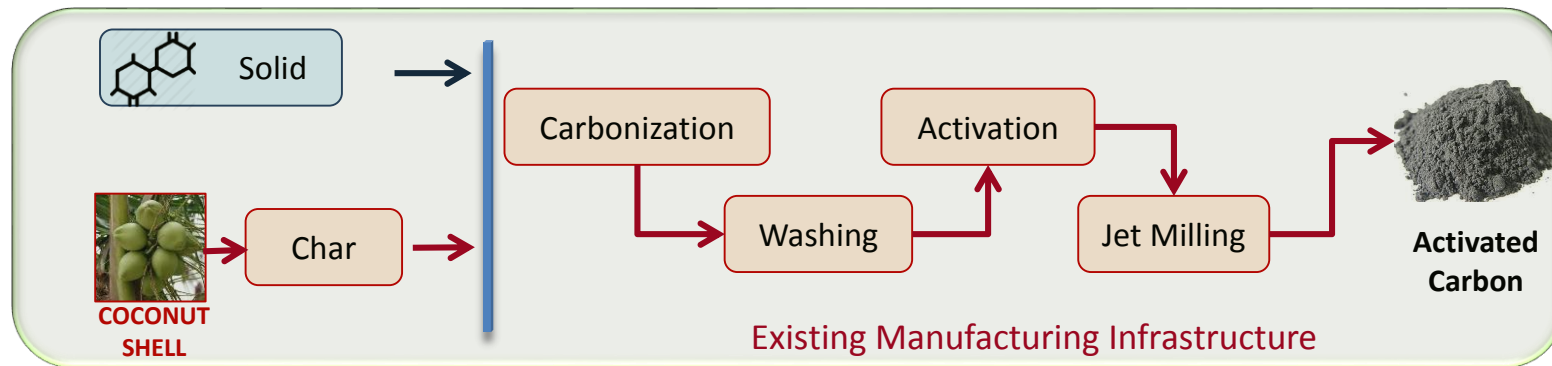 Solid
Carbonization
Activation
COCONUT
SHELL
Char
Washing
Jet Milling
Activated
Carbon
Existing Manufacturing Infrastructure